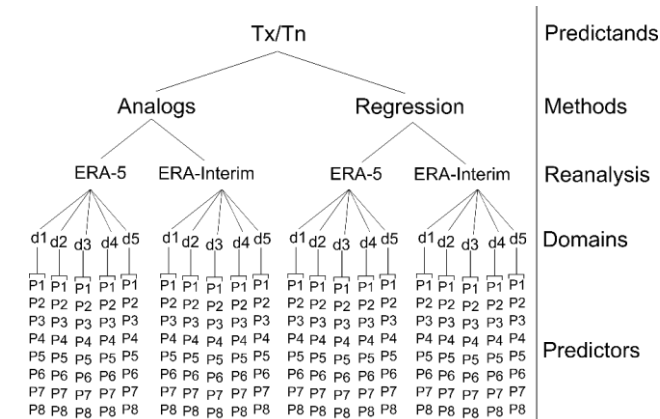 Tx/Tn Predictands
Analogs Regression Methods
ERA-5 ERA-Interim ERA-5 ERA-Interim Reanalysis
d1 d2 d3 d4 d5 d1 d2 d3 d4 d5 d1 d2 d3 d4 d5 d1 d2 d3 d4 d5 Domains
P1 P1 P1 P1 P1 P1 P1 P1 P1 P1 P1 P1 P1 P1 P1 P1 P1 P1 P1 P1
P2 P2 P2 P2 P2 P2 P2 P2 P2 P2 P2 P2 P2 P2 P2 P2 P2 P2 P2 P2
P3 P3 P3 P3 P3 P3 P3 P3 P3 P3 P3 P3 P3 P3 P3 P3 P3 P3 P3 P3
P4 P4 P4 P4 P4 P4 P4 P4 P4 P4 P4 P4 P4 P4 P4 P4 P4 P4 P4 P4
P5 P5 P5 P5 P5 P5 P5 P5 P5 P5 P5 P5 P5 P5 P5 P5 P5 P5 P5 P5 Predictors
P6 P6 P6 P6 P6 P6 P6 P6 P6 P6 P6 P6 P6 P6 P6 P6 P6 P6 P6 P6
P7 P7 P7 P7 P7 P7 P7 P7 P7 P7 P7 P7 P7 P7 P7 P7 P7 P7 P7 P7
P8 P8 P8 P8 P8 P8 P8 P8 P8 P8 P8 P8 P8 P8 P8 P8 P8 P8 P8 P8